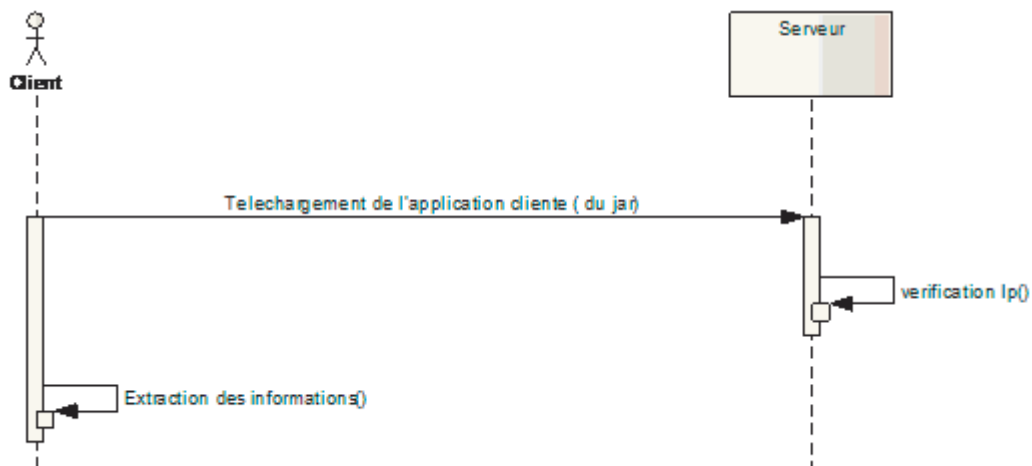 Client
Serveur
Telechargement de l'application cliente ( du jar)
verification Ip()
Extraction des informations()